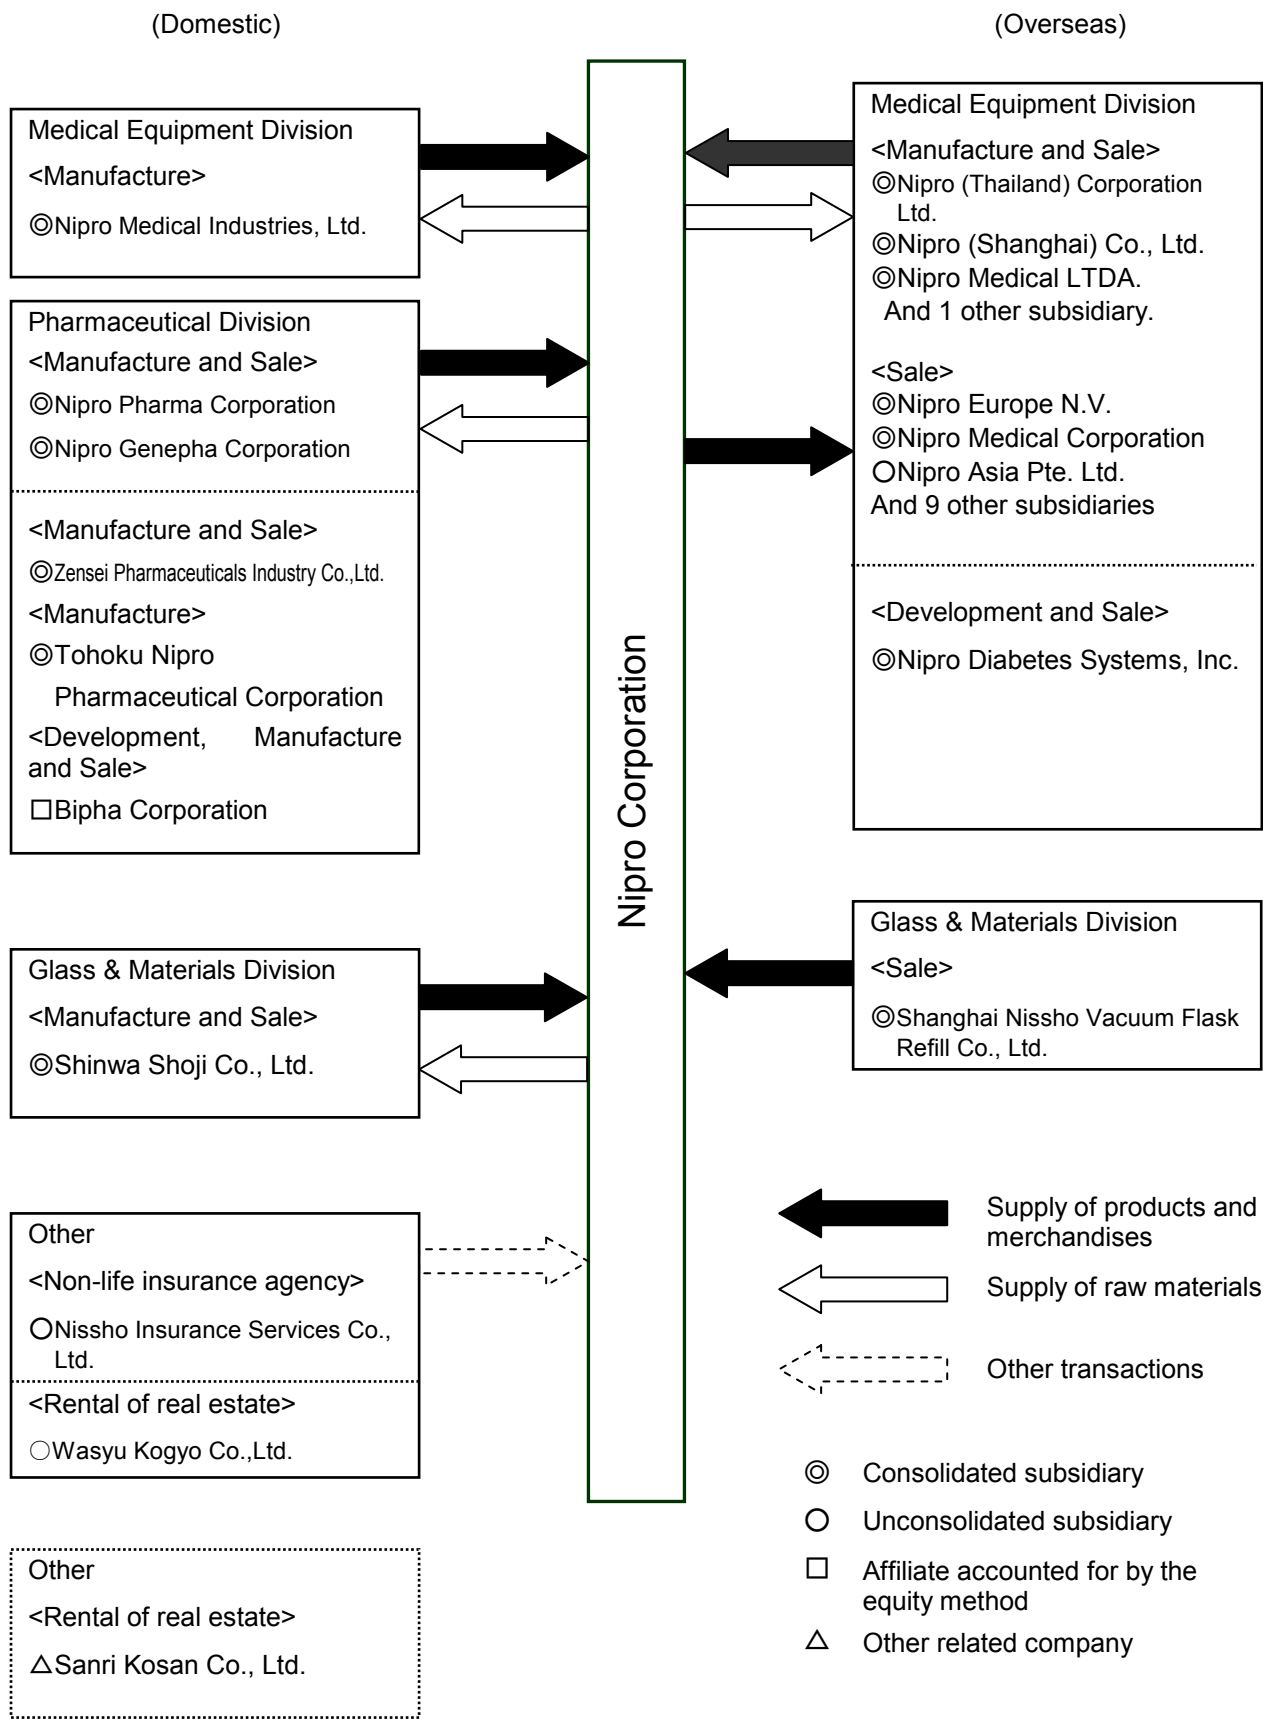 (Domestic)
Medical Equipment Division
<Manufacture>
◎Nipro Medical Industries, Ltd.
Pharmaceutical Division
<Manufacture and Sale>
◎Nipro Pharma Corporation
◎Nipro Genepha Corporation
<Manufacture and Sale>
◎Zensei Pharmaceuticals Industry Co.,Ltd.
<Manufacture>
◎Tohoku Nipro
Pharmaceutical Corporation
<Development, Manufacture
and Sale>
□Bipha Corporation
Glass & Materials Division
<Manufacture and Sale>
◎Shinwa Shoji Co., Ltd.
Other
<Non-life insurance agency>
○Nissho Insurance Services Co.,
Ltd.
<Rental of real estate>
○Wasyu Kogyo Co.,Ltd.
Other
<Rental of real estate>
△Sanri Kosan Co., Ltd.
Nipro Corporation
(Overseas)
Medical Equipment Division
<Manufacture and Sale>
◎Nipro (Thailand) Corporation
Ltd.
◎Nipro (Shanghai) Co., Ltd.
◎Nipro Medical LTDA.
And 1 other subsidiary.
<Sale>
◎Nipro Europe N.V.
◎Nipro Medical Corporation
○Nipro Asia Pte. Ltd.
And 9 other subsidiaries
<Development and Sale>
◎Nipro Diabetes Systems, Inc.
Glass & Materials Division
<Sale>
◎Shanghai Nissho Vacuum Flask
Refill Co., Ltd.
Supply of products and
merchandises
Supply of raw materials
Other transactions
◎ Consolidated subsidiary
○ Unconsolidated subsidiary
□ Affiliate accounted for by the
equity method
△ Other related company